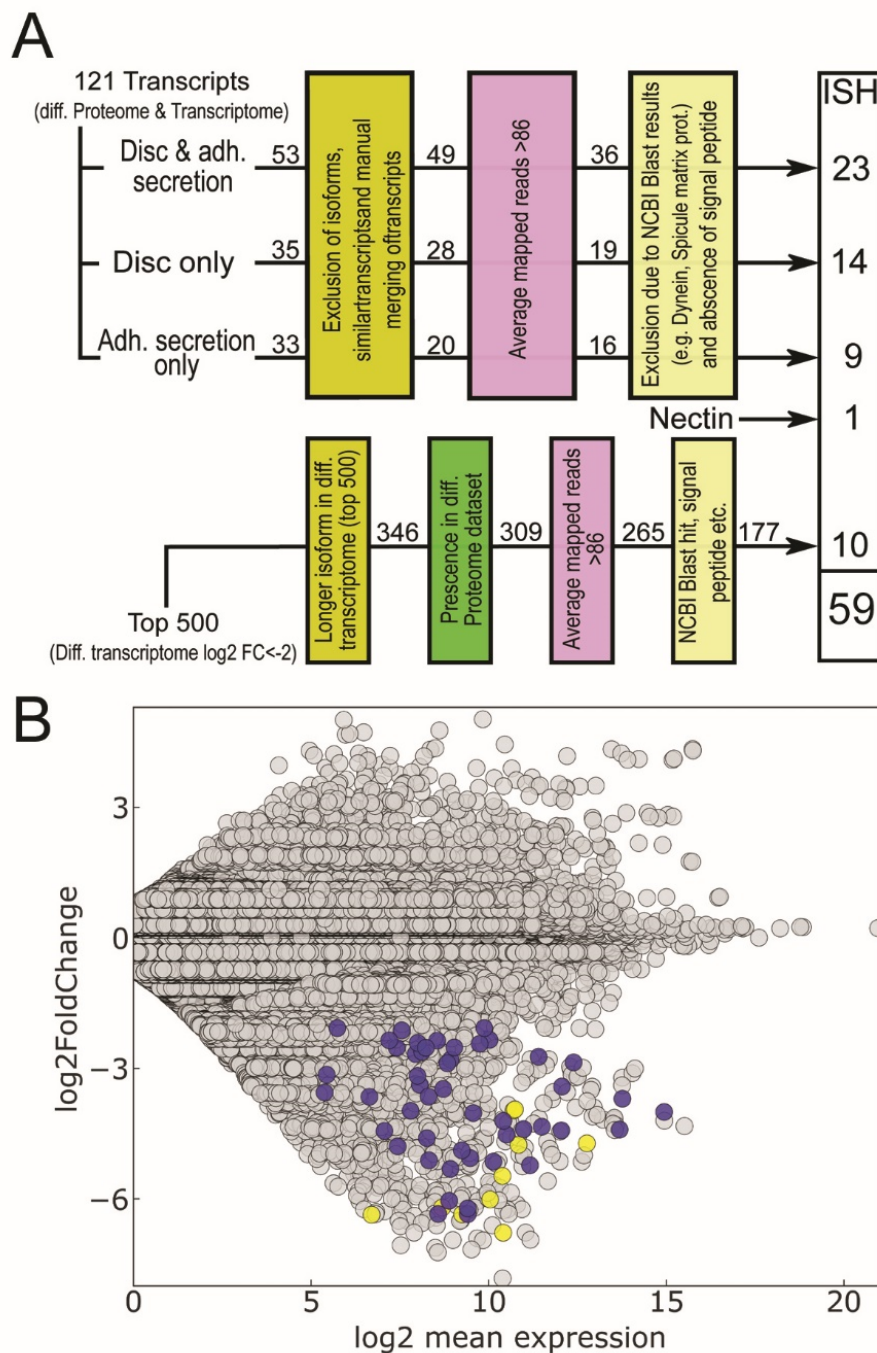 A
121 Transcripts
(diff. Proteome & Transcriptome)
Disc & adh.
secretion
53
49
36
23
Disc only
35
28
19
14
Adh. secretion
only
33
20
16
9
Exclusion of isoforms,
similartranscriptsand manual
merging oftranscripts
Average mapped reads >86
Exclusion due to NCBI Blast results
(e.g. Dynein, Spicule matrix prot.)
and abscence of signal peptide
ISH
Nectin
1
Top 500
(Diff. transcriptome log2 FC<-2)
Longer isoform in diff.
transcriptome (top 500)
346
Prescence in diff.
Proteome dataset
309
Average mapped reads
>86
265
NCBI Blast hit, signal
peptide etc.
177
10
59
B
log2FoldChange
3
0
−3
−6
0
5
10
15
20
log2 mean expression